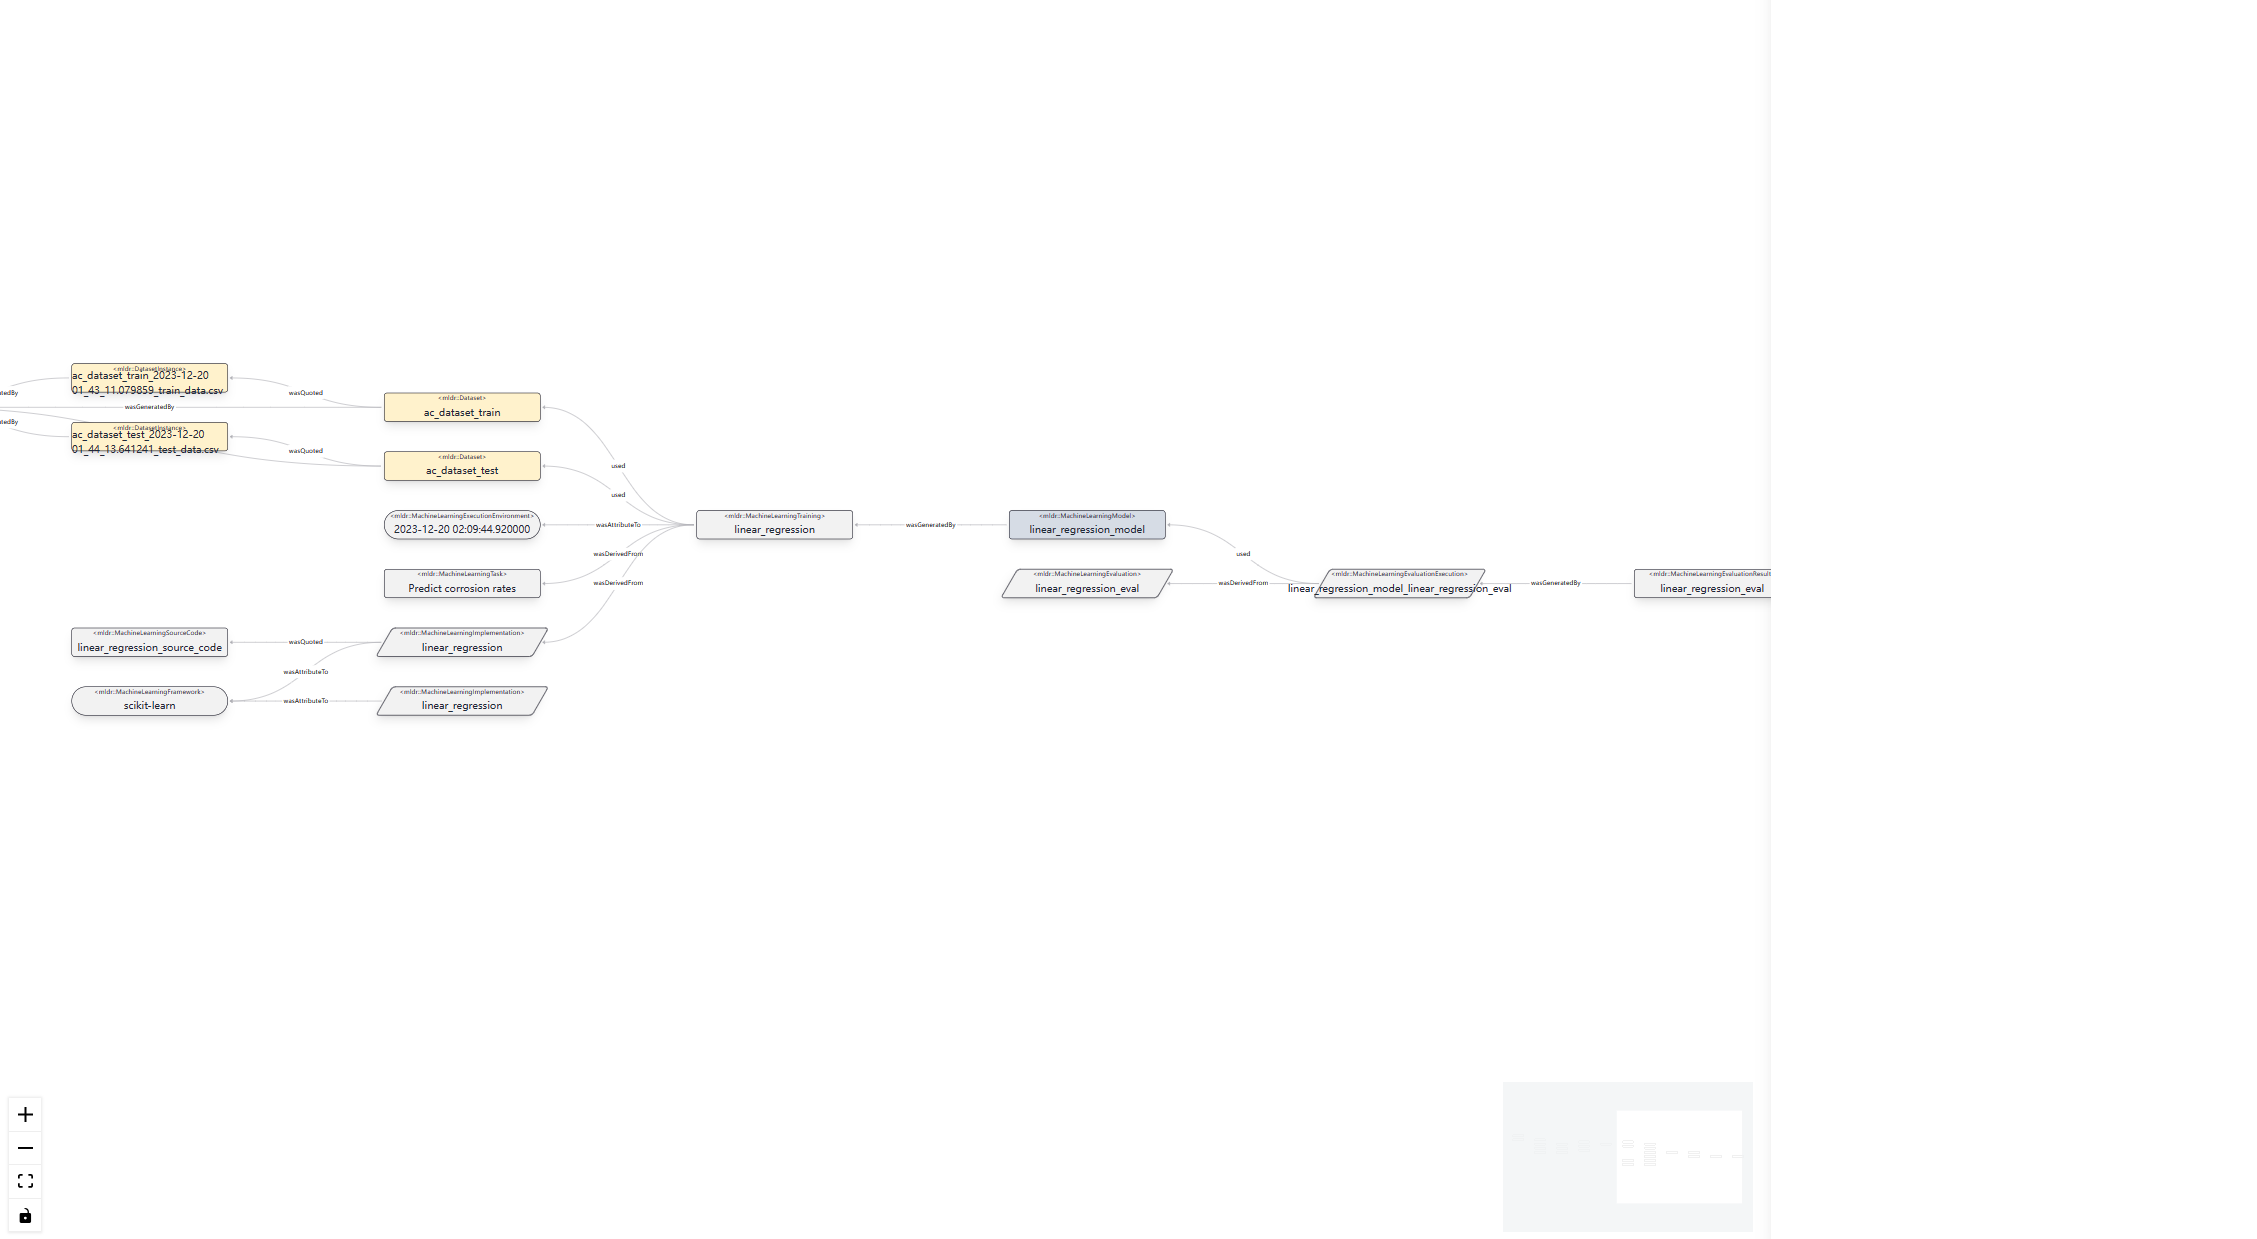 <mldr::DatasetInstance>
ac_dataset_train_2023-12-20
01_43_11.079859_train_data.csv
atedBy
wasQuoted
<mldr::Dataset>
ac_dataset_train
wasGeneratedBy
atedBy
<mldr::DatasetInstance>
ac_dataset_test_2023-12-20
01_44_13.641241_test_data.csv
wasQuoted
<mldr::Dataset>
ac_dataset_test
used
used
<mldr::MachineLearningExecutionEnvironment>
2023-12-20 02:09:44.920000
wasAttributeTo
<mldr::MachineLearningTraining>
linear_regression
wasGeneratedBy
<mldr::MachineLearningModel>
linear_regression_model
wasDerivedFrom
used
<mldr::MachineLearningTask>
Predict corrosion rates
wasDerivedFrom
<mldr::MachineLearningEvaluation>
linear_regression_eval
wasDerivedFrom
<mldr::MachineLearningEvaluationExecution>
linear_regression_model_linear_regression_eval
wasGeneratedBy
<mldr::MachineLearningEvaluationResult
linear_regression_eval
<mldr::MachineLearningSourceCode>
linear_regression_source_code
wasQuoted
<mldr::MachineLearningImplementation>
linear_regression
wasAttributeTo
<mldr::MachineLearningFramework>
scikit-learn
wasAttributeTo
<mldr::MachineLearningImplementation>
linear_regression